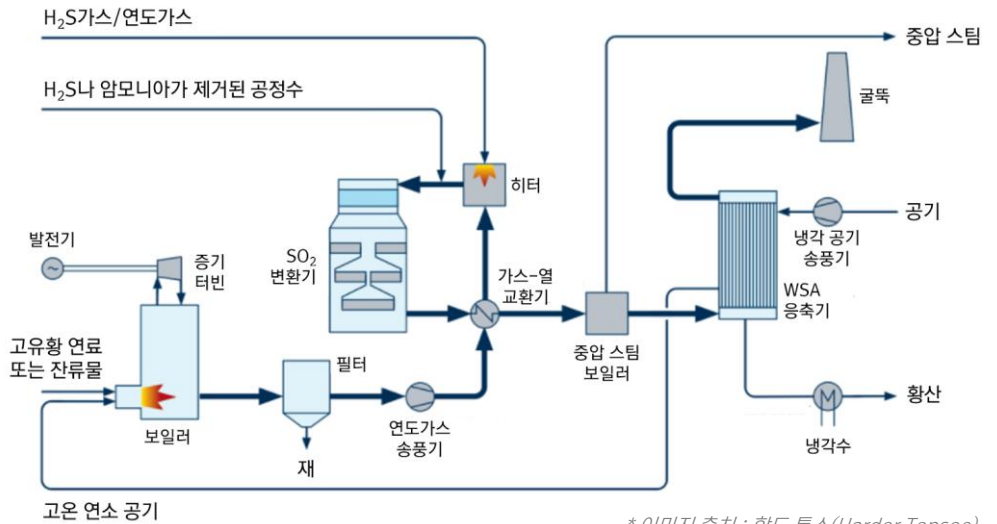 H₂S가스/연도가스
중압 스팀
굴뚝
H₂S나 암모니아가 제거된 공정수
히터
공기
냉각 공기
송풍기
발전기
증기
터빈
SO₂
변환기
가스-열
교환기
WSA
응축기
고유황 연료
또는 잔류물
필터
중압 스팀
보일러
황산
연도가스
송풍기
냉각수
보일러
재
고온 연소 공기
* 이미지 출처 : 할도 톱소(Harder Topsoe)